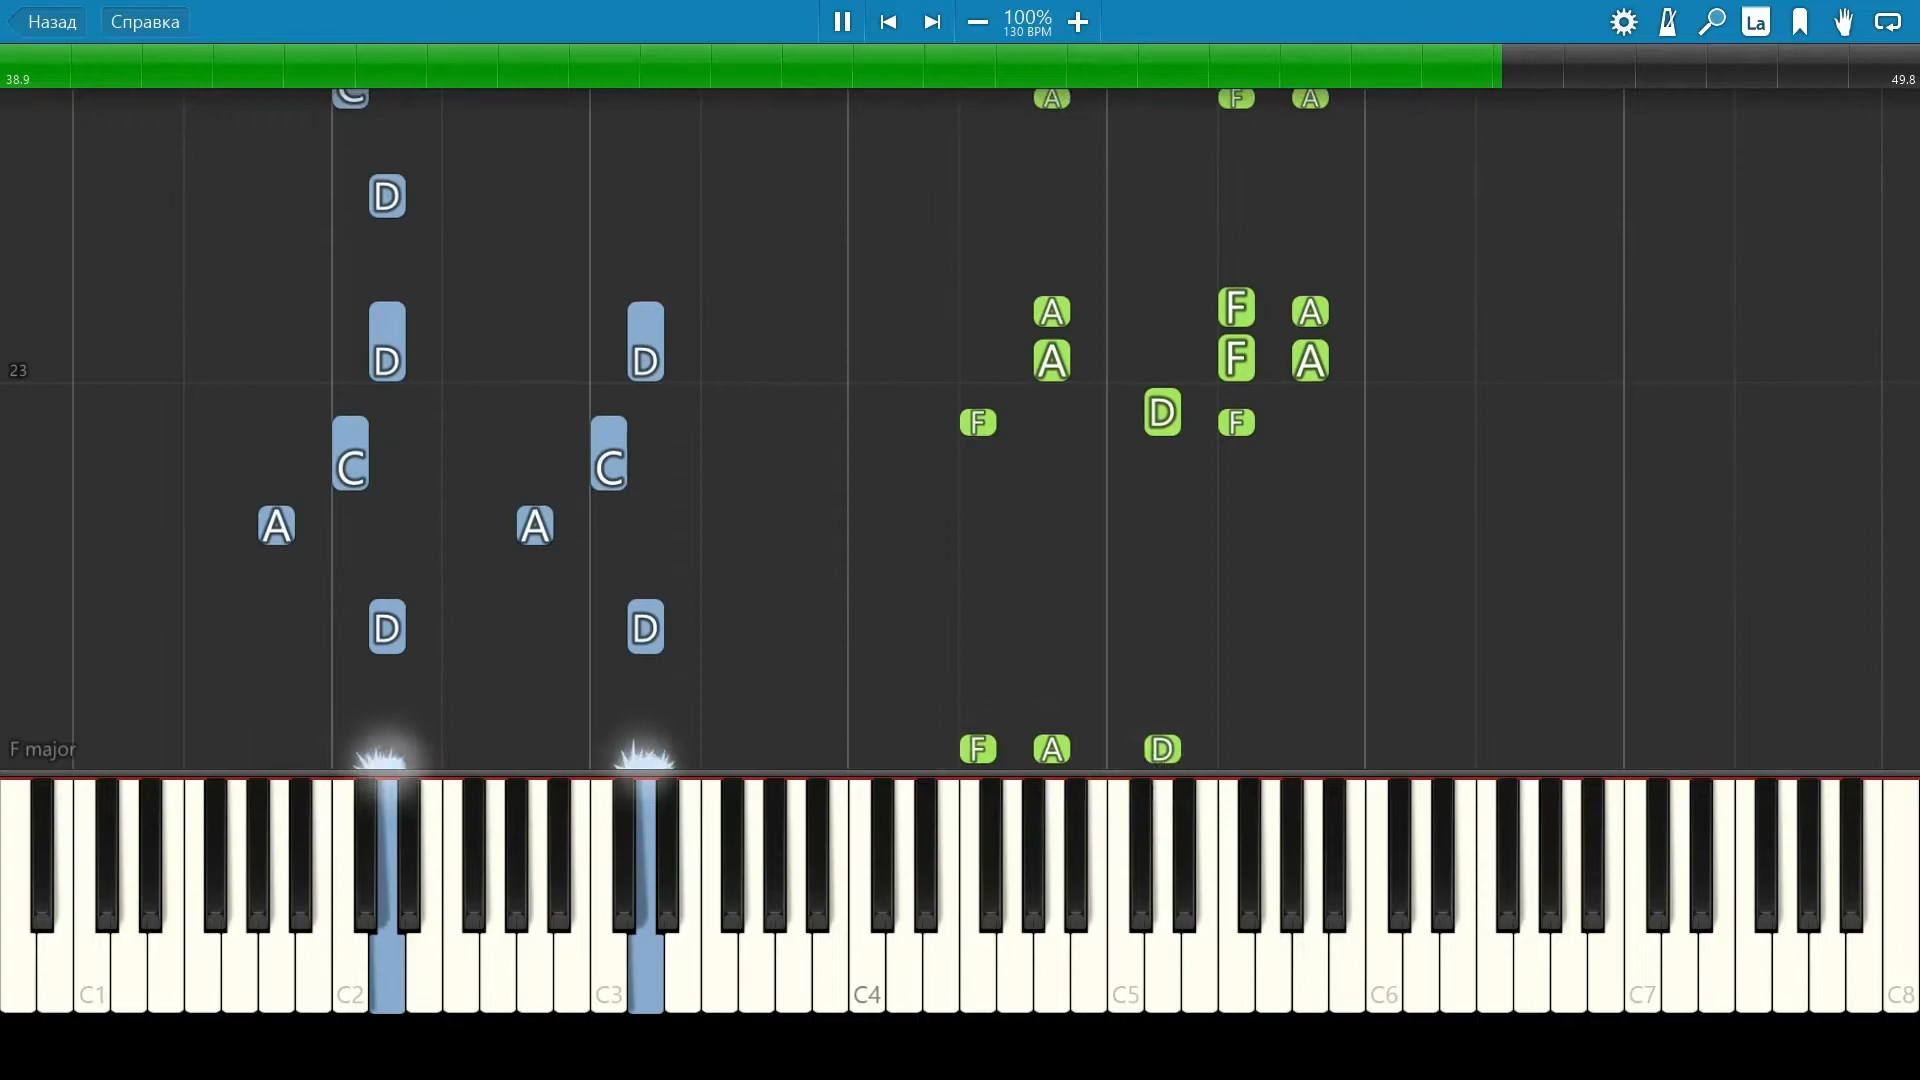 Назад Справка 100% La
130 BPM
38.9 49.8
C A F A
D
A F A
D D A F A
23
D
F F
C C
A A
D D
F major F A D
C1 C2 C3 C4 C5 C6 C7 C8